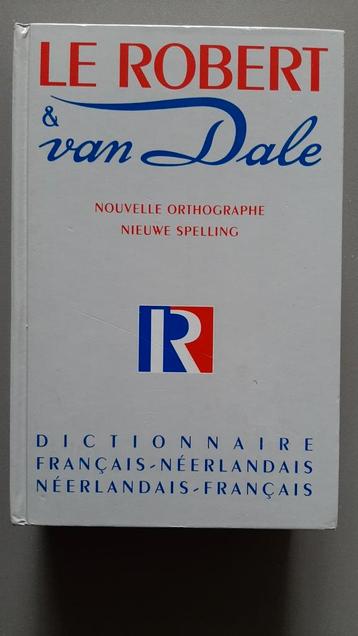 LE ROBERT
& van Dale
NOUVELLE ORTHOGRAPHE
NIEUWE SPELLING
R
DICTIONNAIRE
FRANÇAIS-NÉERLANDAIS
NÉERLANDAIS-FRANÇAIS